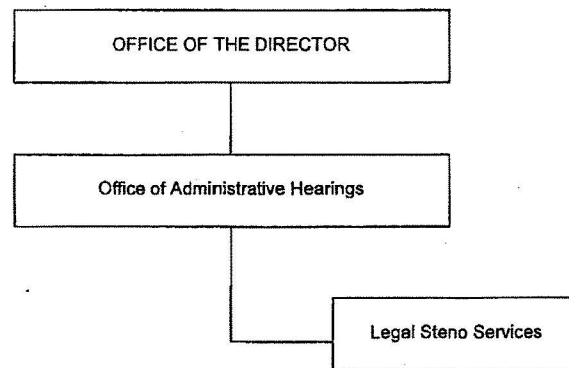 OFFICE OF THE DIRECTOR
Office of Administrative Hearings
Legal Steno Services